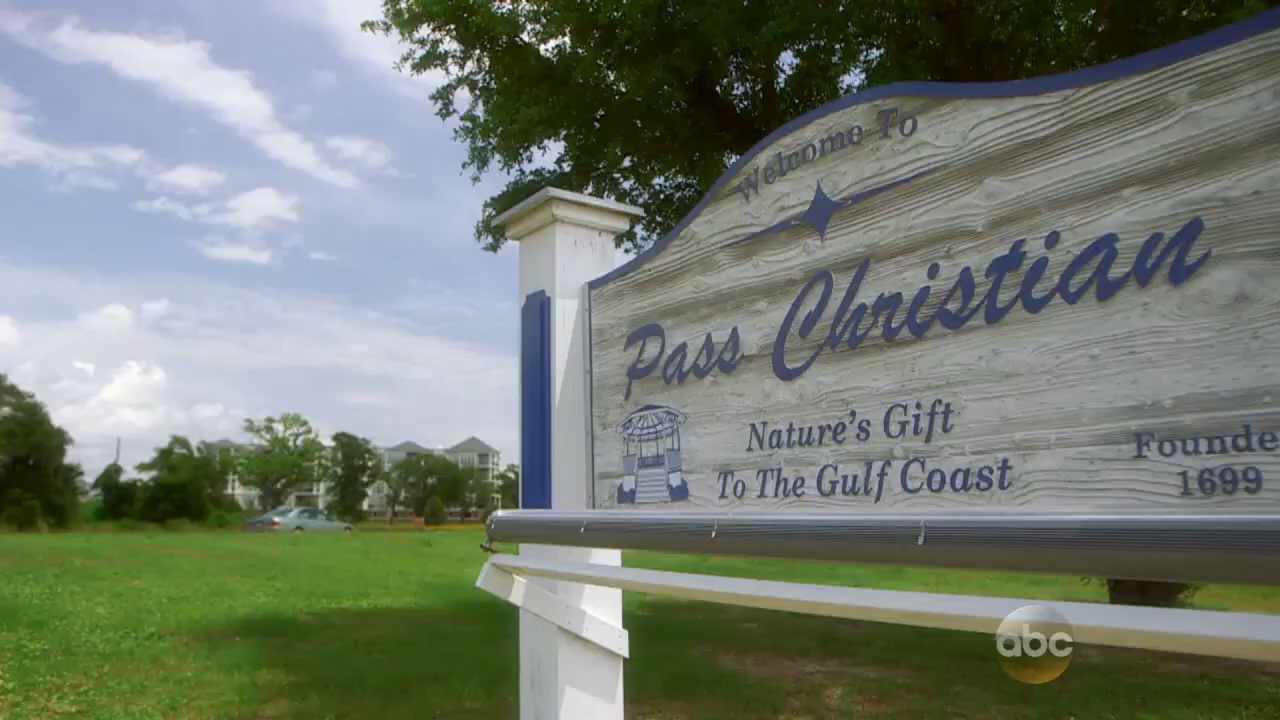 Welcome To
Pass Christian
Nature's Gift
To The Gulf Coast
Founde
1699
abc